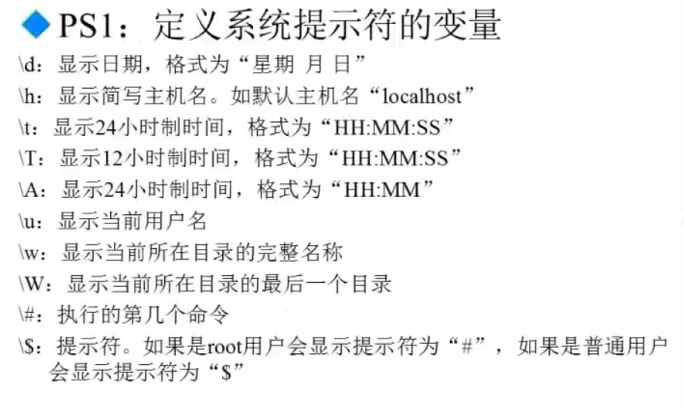 PS1：定义系统提示符的变量
\d：显示日期，格式为“星期 月 日”
\h：显示简写主机名。如默认主机名“localhost”
\t：显示24小时制时间，格式为“HH:MM:SS”
\T：显示12小时制时间，格式为“HH:MM:SS”
\A：显示24小时制时间，格式为“HH:MM”
\u：显示当前用户名
\w：显示当前所在目录的完整名称
\W：显示当前所在目录的最后一个目录
\#：执行的第几个命令
\$：提示符。如果是root用户会显示提示符为“#”，如果是普通用户
会显示提示符为“$”